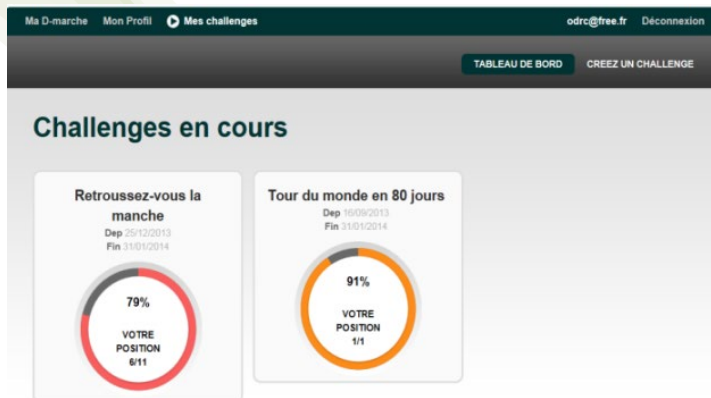 Ma D-marche Mon Profil Mes challenges odrc@free.fr Déconnexion
TABLEAU DE BORD CREEZ UN CHALLENGE
Challenges en cours
Retroussez-vous la
manche
Dep 25/12/2013
Fin 31/01/2014
79%
VOTRE
POSITION
6/11
Tour du monde en 80 jours
Dep 16/09/2013
Fin 31/01/2014
91%
VOTRE
POSITION
1/1